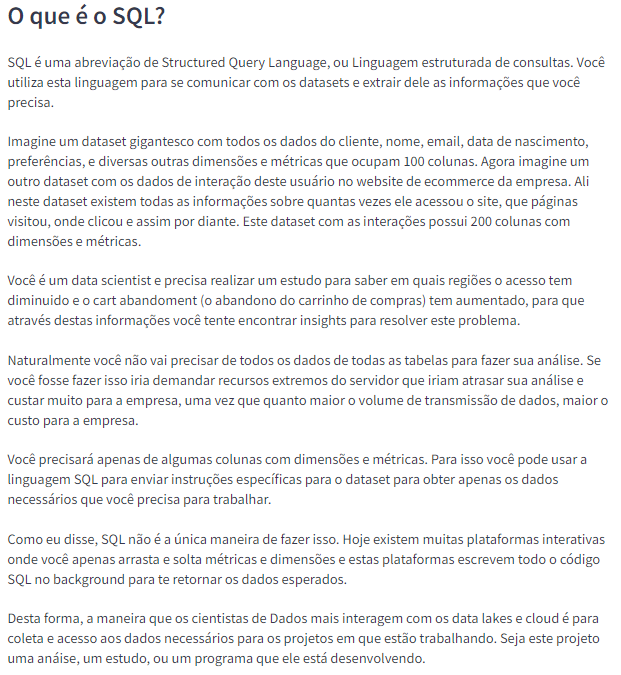 O que é o SQL?
SQL é uma abreviação de Structured Query Language, ou Linguagem estruturada de consultas. Você
utiliza esta linguagem para se comunicar com os datasets e extrair dele as informações que você
precisa.
Imagine um dataset gigantesco com todos os dados do cliente, nome, email, data de nascimento,
preferências, e diversas outras dimensões e métricas que ocupam 100 colunas. Agora imagine um
outro dataset com os dados de interação deste usuário no website de ecommerce da empresa. Ali
neste dataset existem todas as informações sobre quantas vezes ele acessou o site, que páginas
visitou, onde clicou e assim por diante. Este dataset com as interações possui 200 colunas com
dimensões e métricas.
Você é um data scientist e precisa realizar um estudo para saber em quais regiões o acesso tem
diminuido e o cart abandoment (o abandono do carrinho de compras) tem aumentado, para que
através destas informações você tente encontrar insights para resolver este problema.
Naturalmente você não vai precisar de todos os dados de todas as tabelas para fazer sua análise. Se
você fosse fazer isso iria demandar recursos extremos do servidor que iriam atrasar sua análise e
custar muito para a empresa, uma vez que quanto maior o volume de transmissão de dados, maior o
custo para a empresa.
Você precisará apenas de algumas colunas com dimensões e métricas. Para isso você pode usar a
linguagem SQL para enviar instruções específicas para o dataset para obter apenas os dados
necessários que você precisa para trabalhar.
Como eu disse, SQL não é a única maneira de fazer isso. Hoje existem muitas plataformas interativas
onde você apenas arrasta e solta métricas e dimensões e estas plataformas escrevem todo o código
SQL no background para te retornar os dados esperados.
Desta forma, a maneira que os cientistas de Dados mais interagem com os data lakes e cloud é para
coleta e acesso aos dados necessários para os projetos em que estão trabalhando. Seja este projeto
uma anáise, um estudo, ou um programa que ele está desenvolvendo.